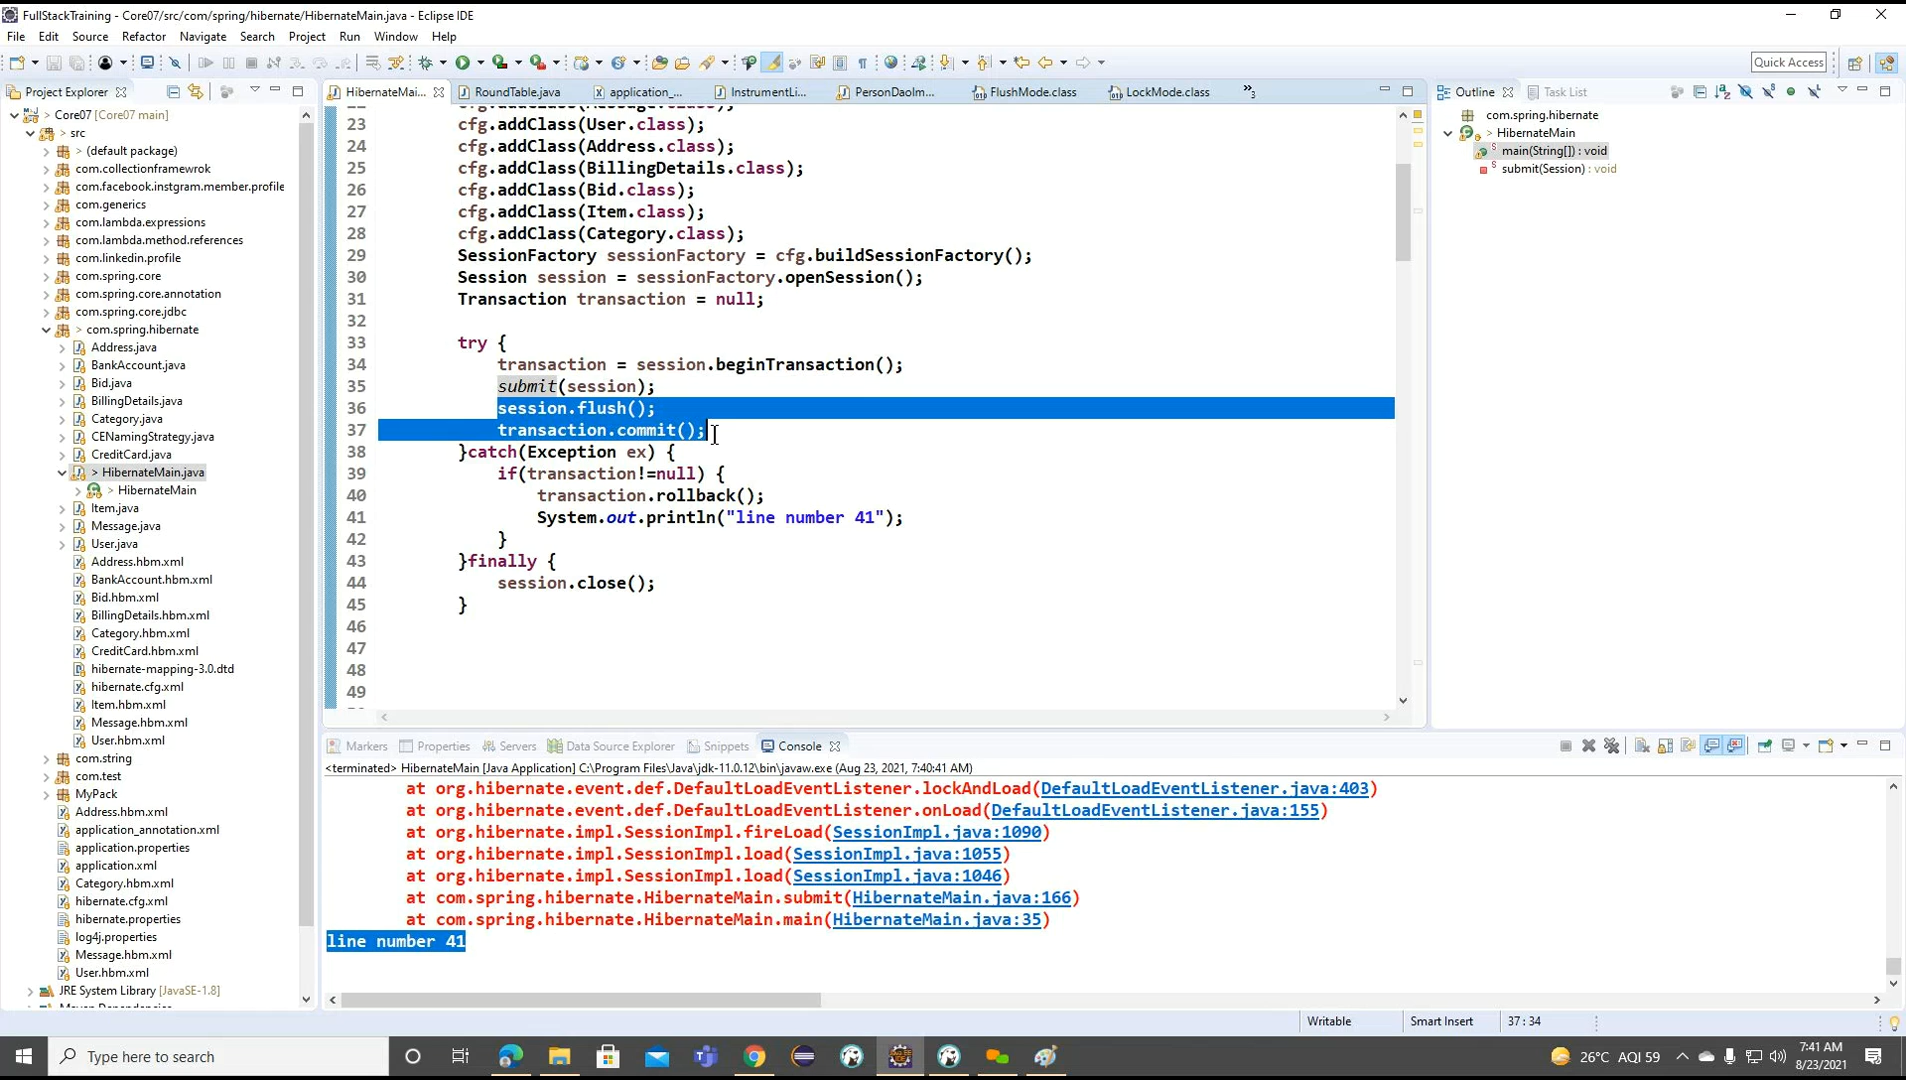 FullStackTraining - Core07/src/com/spring/hibernate/HibernateMain.java - Eclipse IDE
File Edit Source Refactor Navigate Search Project Run Window Help
Quick Access
Project Explorer
Core07 [Core07 main]
src
(default package)
com.collectionframewrok
com.facebook.instgram.member.profile
com.generics
com.lambda.expressions
com.lambda.method.references
com.linkedin.profile
com.spring.core
com.spring.core.annotation
com.spring.core.jdbc
com.spring.hibernate
Address.java
BankAccount.java
Bid.java
BillingDetails.java
Category.java
CENamingStrategy.java
CreditCard.java
HibernateMain.java
HibernateMain
Item.java
Message.java
User.java
Address.hbm.xml
BankAccount.hbm.xml
Bid.hbm.xml
BillingDetails.hbm.xml
Category.hbm.xml
CreditCard.hbm.xml
hibernate-mapping-3.0.dtd
hibernate.cfg.xml
Item.hbm.xml
Message.hbm.xml
User.hbm.xml
com.string
com.test
MyPack
Address.hbm.xml
application_annotation.xml
application.properties
application.xml
Category.hbm.xml
hibernate.cfg.xml
hibernate.properties
log4j.properties
Message.hbm.xml
User.hbm.xml
JRE System Library [JavaSE-1.8]
HibernateMai... RoundTable.java application_... InstrumentLi... PersonDaoIm... FlushMode.class LockMode.class »3
23 cfg.addClass(User.class);
24 cfg.addClass(Address.class);
25 cfg.addClass(BillingDetails.class);
26 cfg.addClass(Bid.class);
27 cfg.addClass(Item.class);
28 cfg.addClass(Category.class);
29 SessionFactory sessionFactory = cfg.buildSessionFactory();
30 Session session = sessionFactory.openSession();
31 Transaction transaction = null;
32
33 try {
34 transaction = session.beginTransaction();
35 submit(session);
36 session.flush();
37 transaction.commit();
38 }catch(Exception ex) {
39 if(transaction!=null) {
40 transaction.rollback();
41 System.out.println("line number 41");
42 }
43 }finally {
44 session.close();
45 }
46
47
48
49
Outline Task List
com.spring.hibernate
HibernateMain
main(String[]) : void
submit(Session) : void
Markers Properties Servers Data Source Explorer Snippets Console
<terminated> HibernateMain [Java Application] C:\Program Files\Java\jdk-11.0.12\bin\javaw.exe (Aug 23, 2021, 7:40:41 AM)
at org.hibernate.event.def.DefaultLoadEventListener.lockAndLoad(DefaultLoadEventListener.java:403)
at org.hibernate.event.def.DefaultLoadEventListener.onLoad(DefaultLoadEventListener.java:155)
at org.hibernate.impl.SessionImpl.fireLoad(SessionImpl.java:1090)
at org.hibernate.impl.SessionImpl.load(SessionImpl.java:1055)
at org.hibernate.impl.SessionImpl.load(SessionImpl.java:1046)
at com.spring.hibernate.HibernateMain.submit(HibernateMain.java:166)
at com.spring.hibernate.HibernateMain.main(HibernateMain.java:35)
line number 41
Writable Smart Insert 37 : 34
Type here to search
26°C AQI 59
7:41 AM
8/23/2021